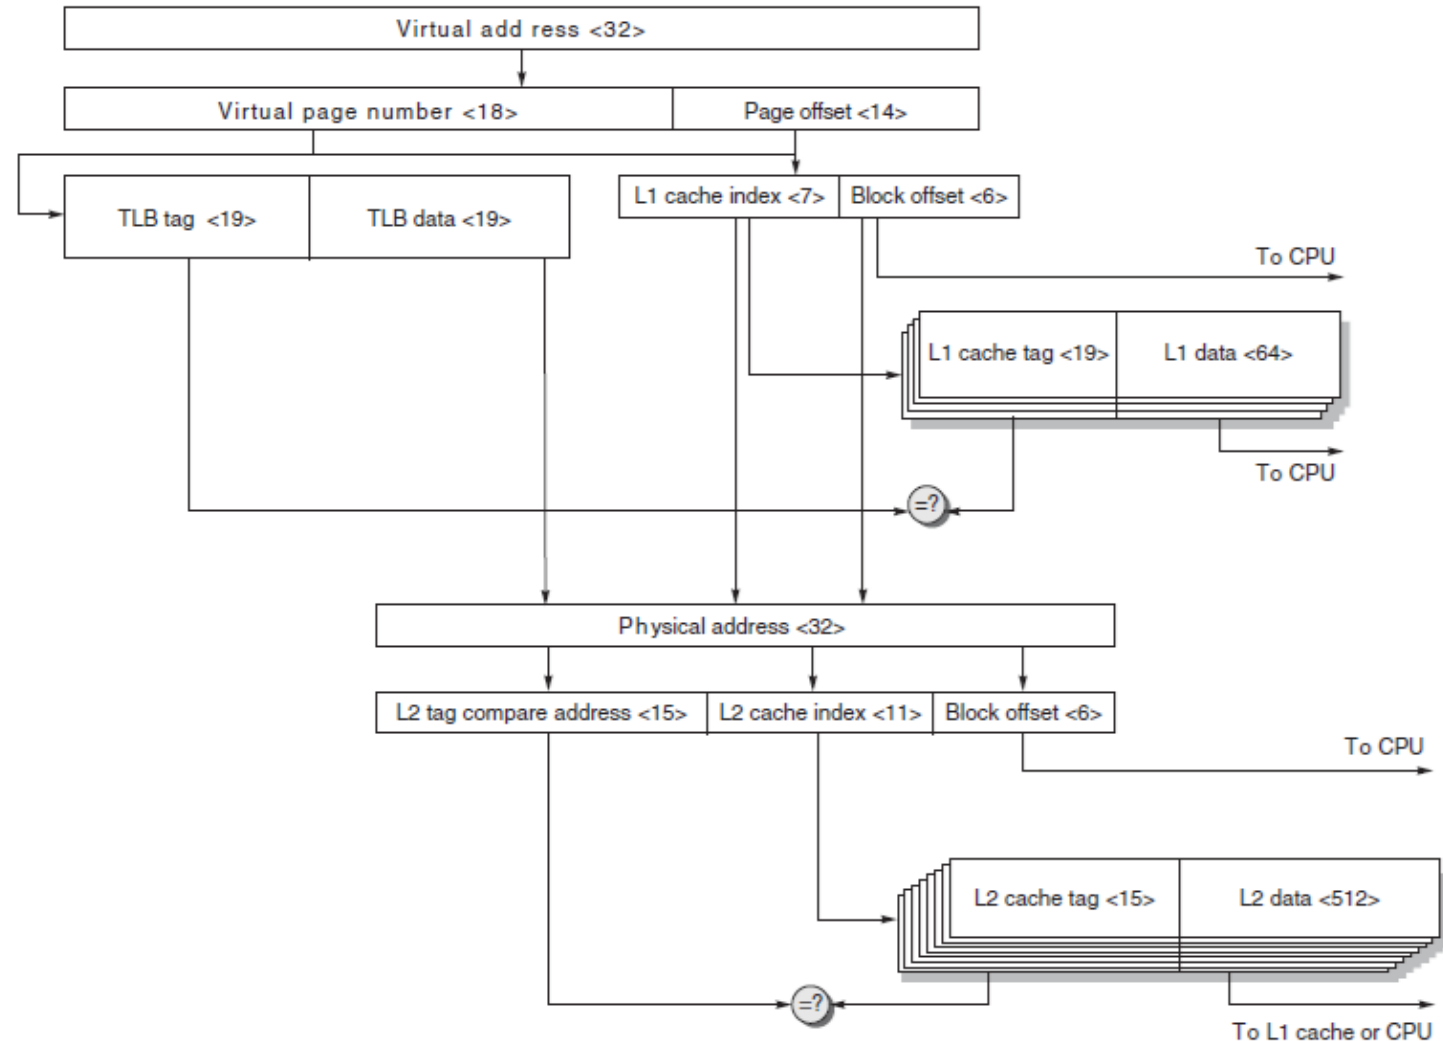 Virtual add ress <32>
Virtual page number <18> Page offset <14>
L1 cache index <7> Block offset <6>
TLB tag <19> TLB data <19>
To CPU
L1 cache tag <19> L1 data <64>
To CPU
=?
Physical address <32>
L2 tag compare address <15> L2 cache index <11> Block offset <6>
To CPU
L2 cache tag <15> L2 data <512>
=?
To L1 cache or CPU